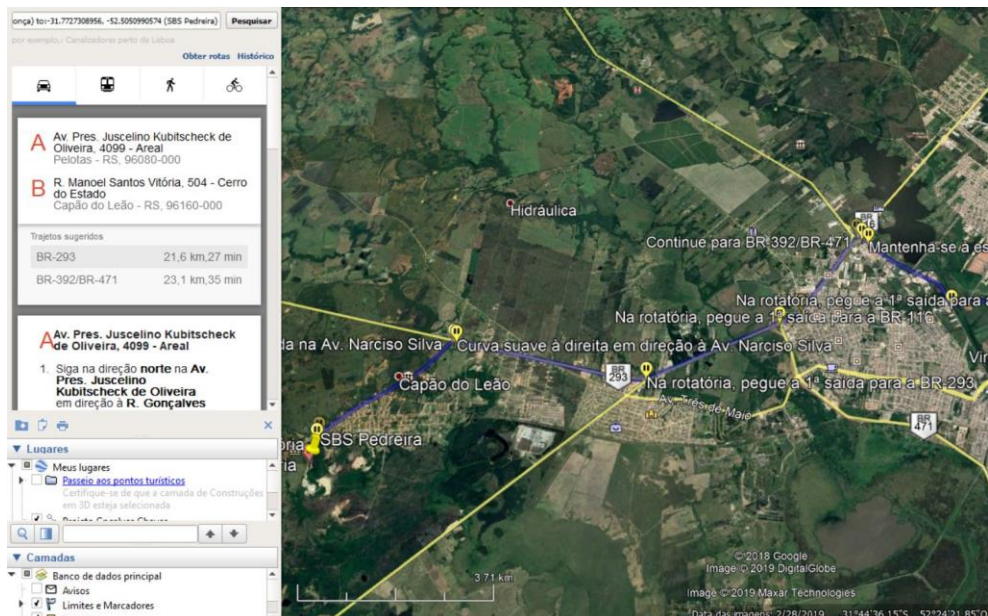 onça) to:-31.7727308956, -52.5050990574 (SBS Pedreira)
Pesquisar
por exemplo,: Canalizadores perto de Lisboa
Obter rotas Histórico
A
Av. Pres. Juscelino Kubitscheck de
Oliveira, 4099 - Areal
Pelotas - RS, 96080-000
B
R. Manoel Santos Vitória, 504 - Cerro
do Estado
Capão do Leão - RS, 96160-000
Trajetos sugeridos
BR-293 21,6 km,27 min
BR-392/BR-471 23,1 km,35 min
A
Av. Pres. Juscelino Kubitscheck
de Oliveira, 4099 - Areal
1. Siga na direção norte na Av.
Pres. Juscelino
Kubitscheck de Oliveira
em direção à R. Gonçalves
Lugares
Meus lugares
Passeio aos pontos turísticos
Certifique-se de que a camada de Construções
em 3D esteja selecionada
Camadas
Banco de dados principal
Avisos
Limites e Marcadores
Hidráulica
BR
Continue para BR-392/BR-471
Mantenha-se à es
Na rotatória, pegue a 1ª saída para a
Na rotatória, pegue a 1ª saída para a BR-116
da na Av. Narciso Silva
Curva suave à direita em direção à Av. Narciso Silva
Capão do Leão
BR
293
Na rotatória, pegue a 1ª saída para a BR-293
Av. Três de Maio
BR
471
SBS Pedreira
3.71 km
© 2018 Google
Image © 2019 DigitalGlobe
Image © 2019 Maxar Technologies
Data das imagens: 2/28/2019 31°44'36.15"S 52°24'21.85"O